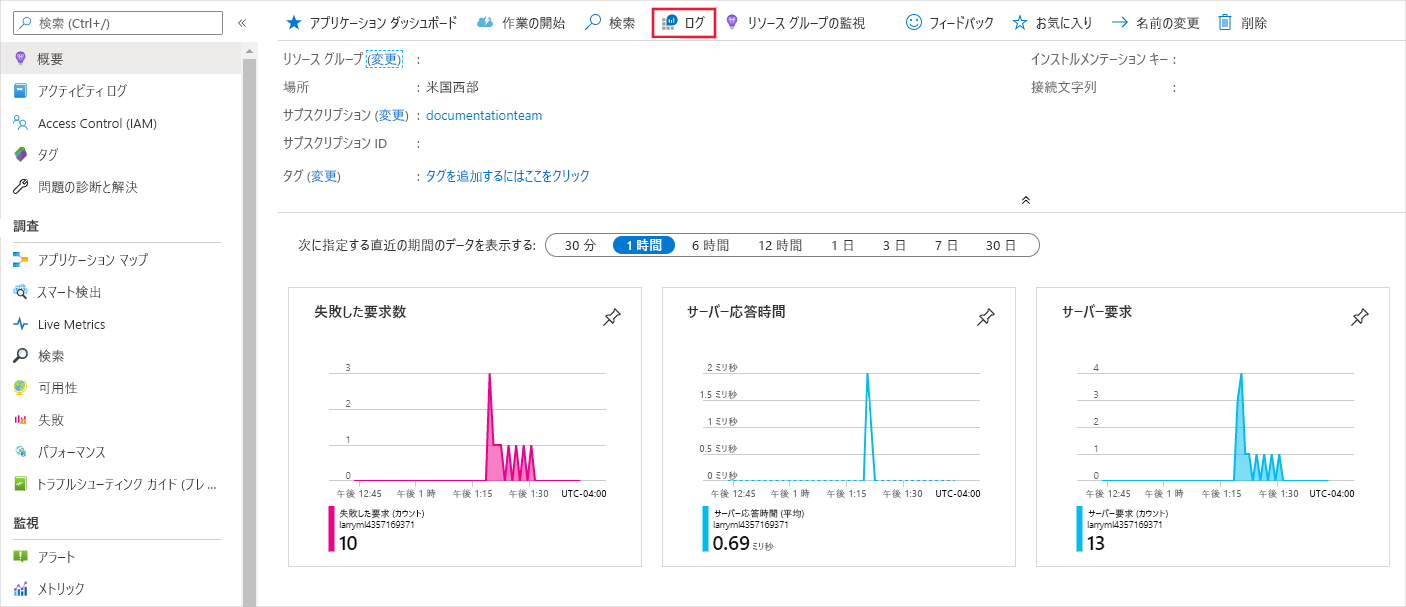 検索 (Ctrl+/)
«
アプリケーション ダッシュボード
作業の開始
検索
ログ
リソース グループの監視
フィードバック
お気に入り
名前の変更
削除
概要
アクティビティ ログ
Access Control (IAM)
タグ
問題の診断と解決
調査
アプリケーション マップ
スマート検出
Live Metrics
検索
可用性
失敗
パフォーマンス
トラブルシューティング ガイド (プレ...
監視
アラート
メトリック
リソース グループ (変更) :
場所 : 米国西部
サブスクリプション (変更) : documentationteam
サブスクリプション ID :
タグ (変更) : タグを追加するにはここをクリック
インストルメンテーション キー :
接続文字列 :
次に指定する直近の期間のデータを表示する: 30 分 1 時間 6 時間 12 時間 1 日 3 日 7 日 30 日
失敗した要求数
3
2
1
0
午後 12:45 午後 1 時 午後 1:15 午後 1:30 UTC-04:00
失敗した要求 (カウント)
larryml4357169371
10
サーバー応答時間
2 ミリ秒
1.5 ミリ秒
1 ミリ秒
0.5 ミリ秒
0 ミリ秒
午後 12:45 午後 1 時 午後 1:15 午後 1:30 UTC-04:00
サーバー応答時間 (平均)
larryml4357169371
0.69 ミリ秒
サーバー要求
4
3
2
1
0
午後 12:45 午後 1 時 午後 1:15 午後 1:30 UTC-04:00
サーバー要求 (カウント)
larryml4357169371
13